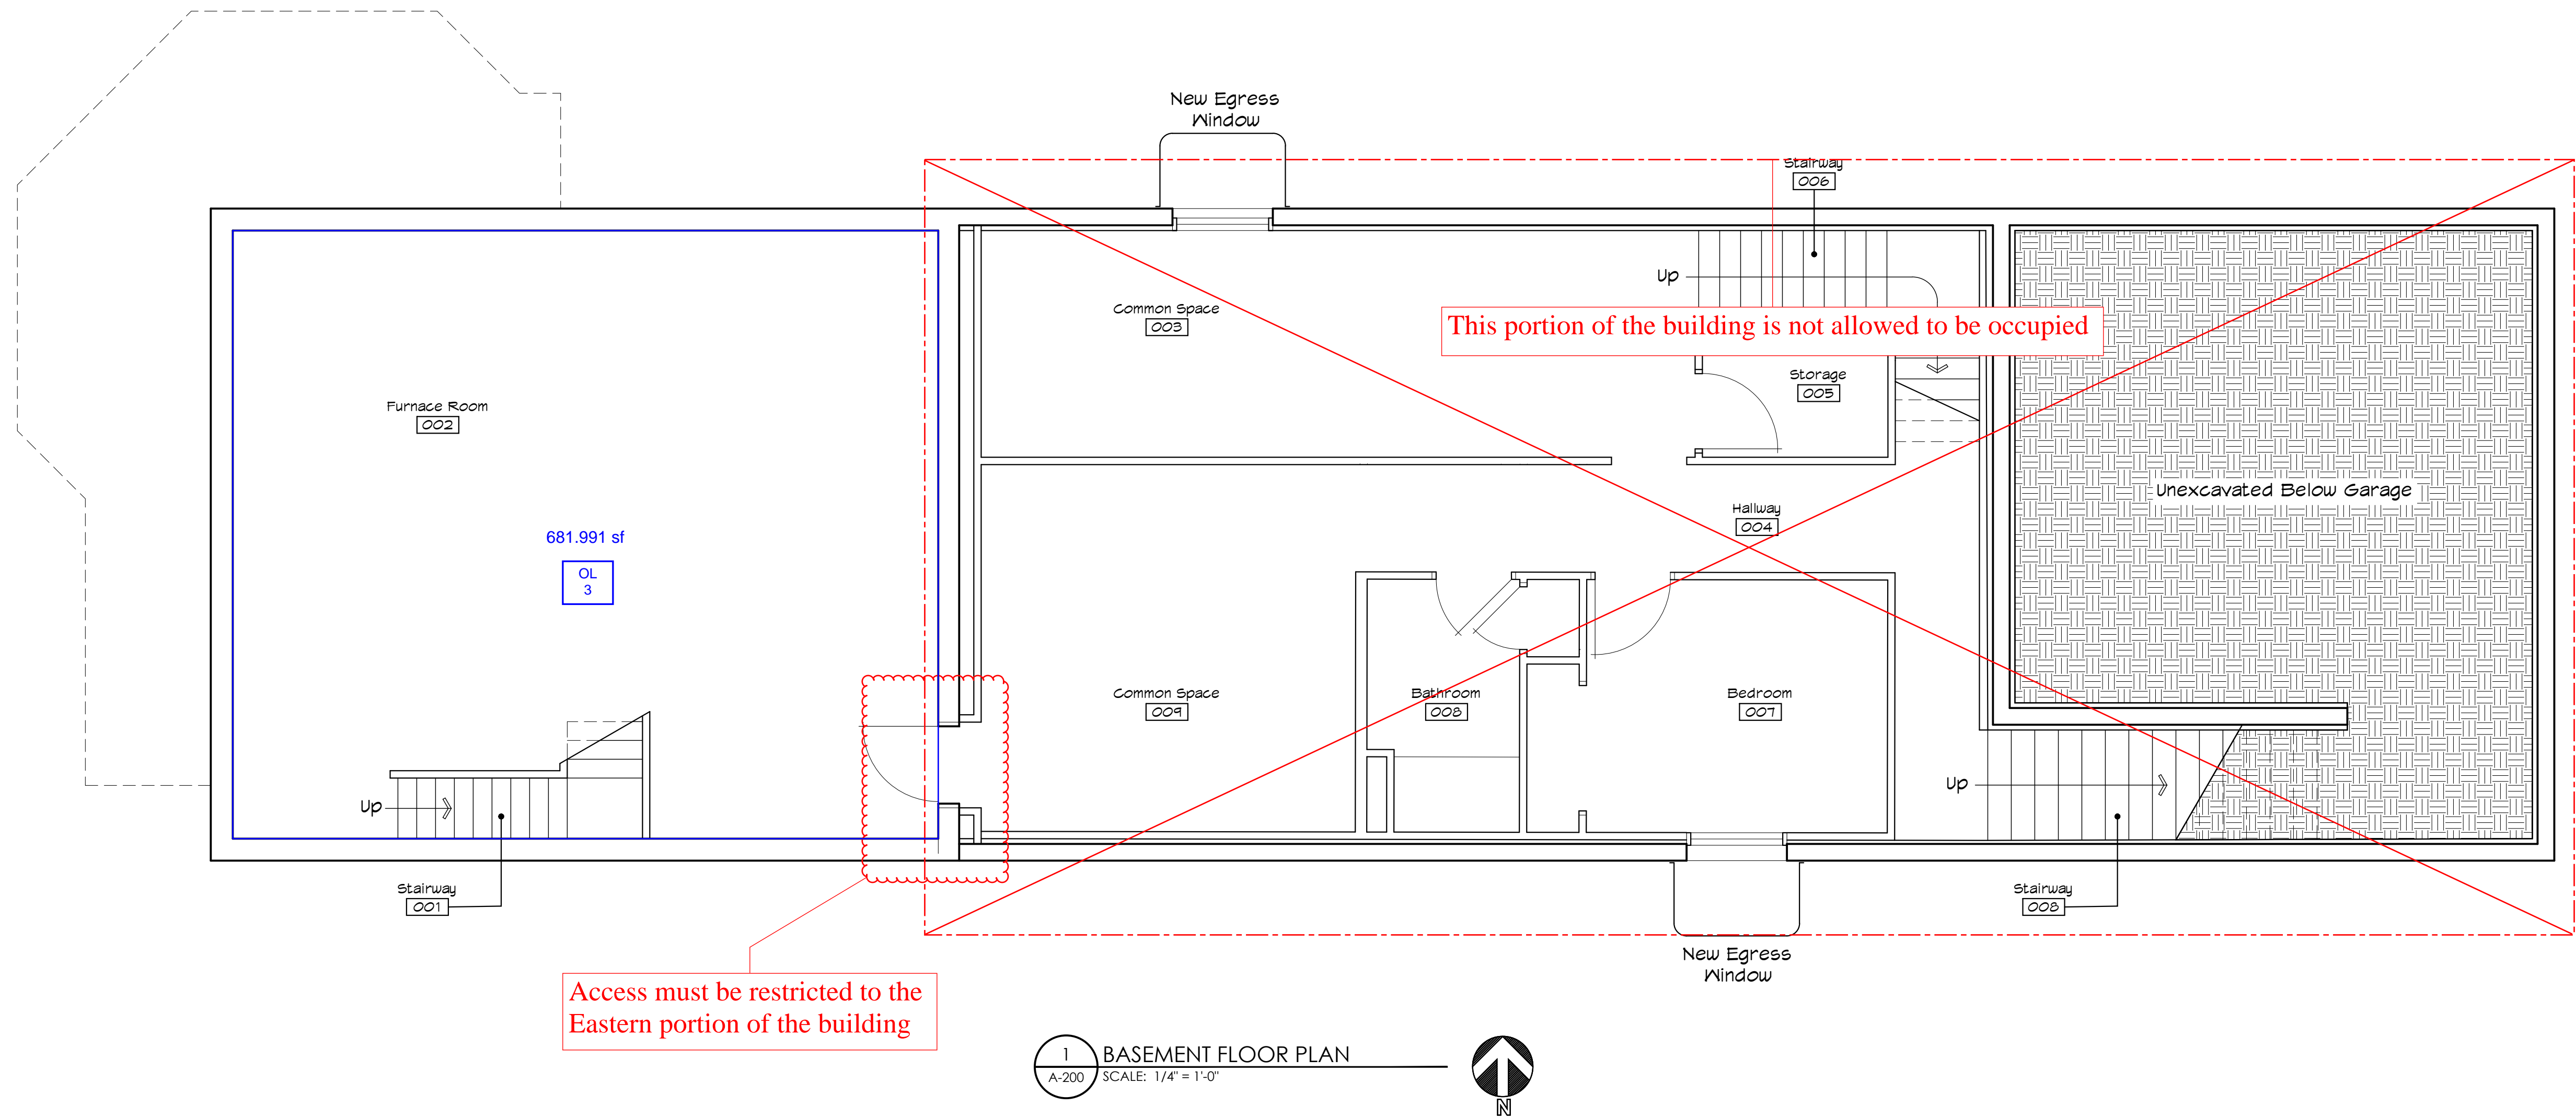 New Egress
Window
Stairway
006
Up
Common Space
003
This portion of the building is not allowed to be occupied
Storage
005
Furnace Room
002
Unexcavated Below Garage
Hallway
004
681.991 sf
OL
3
Common Space
009
Bathroom
008
Bedroom
007
Up
Up
Stairway
001
Stairway
008
New Egress
Window
Access must be restricted to the
Eastern portion of the building
1
A-200
BASEMENT FLOOR PLAN
SCALE: 1/4" = 1'-0"
N